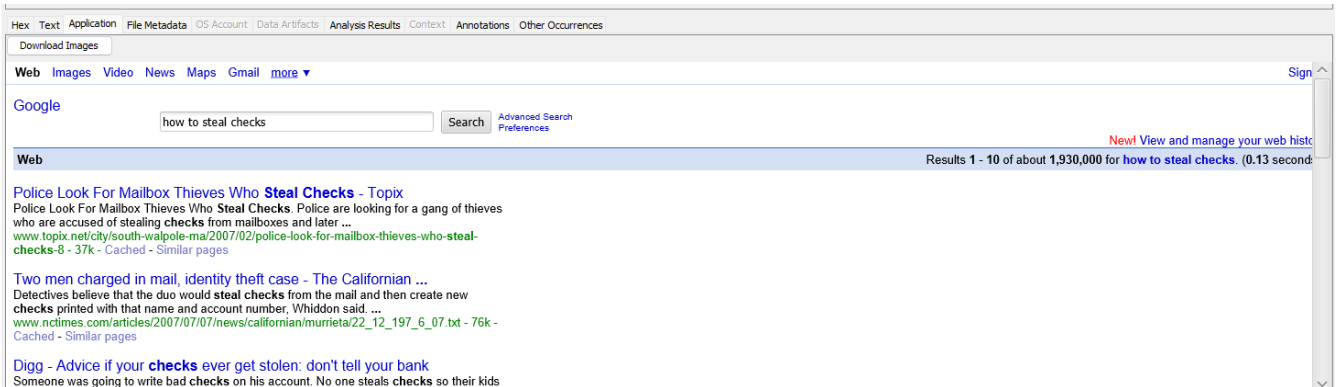 Hex Text Application File Metadata OS Account Data Artifacts Analysis Results Context Annotations Other Occurrences
Download Images
Web Images Video News Maps Gmail more ▼ Sign
Google
how to steal checks Search Advanced Search
Preferences
New! View and manage your web histo
Web Results 1 - 10 of about 1,930,000 for how to steal checks. (0.13 seconds
Police Look For Mailbox Thieves Who Steal Checks - Topix
Police Look For Mailbox Thieves Who Steal Checks. Police are looking for a gang of thieves
who are accused of stealing checks from mailboxes and later ...
www.topix.net/city/south-walpole-ma/2007/02/police-look-for-mailbox-thieves-who-steal-
checks-8 - 37k - Cached - Similar pages
Two men charged in mail, identity theft case - The Californian ...
Detectives believe that the duo would steal checks from the mail and then create new
checks printed with that name and account number, Whiddon said. ...
www.nctimes.com/articles/2007/07/07/news/californian/murrieta/22_12_197_6_07.txt - 76k -
Cached - Similar pages
Digg - Advice if your checks ever get stolen: don't tell your bank
Someone was going to write bad checks on his account. No one steals checks so their kids